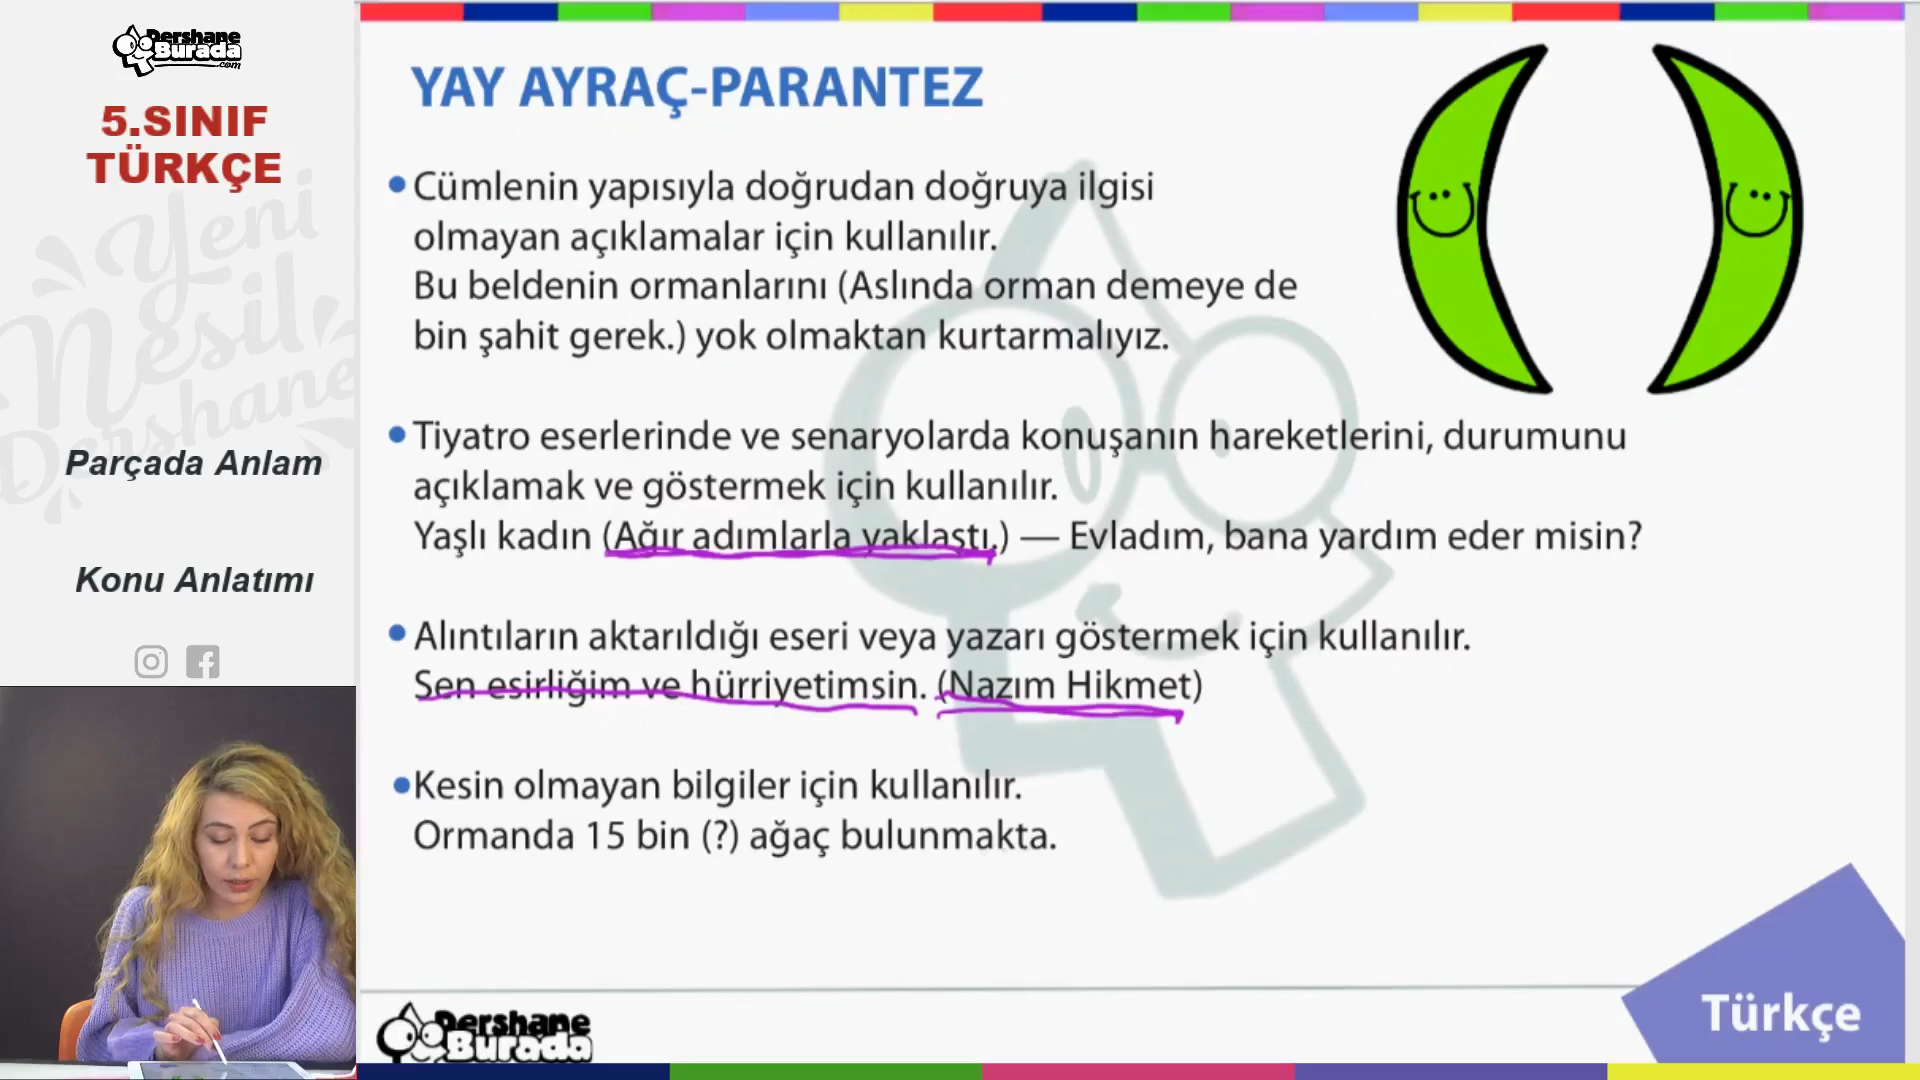 Dershane
Burada
.com
5.SINIF
TÜRKÇE
Yeni
Nesil
Dershane
Parçada Anlam
Konu Anlatımı
YAY AYRAÇ-PARANTEZ
•Cümlenin yapısıyla doğrudan doğruya ilgisi
olmayan açıklamalar için kullanılır.
Bu beldenin ormanlarını (Aslında orman demeye de
bin şahit gerek.) yok olmaktan kurtarmalıyız.
•Tiyatro eserlerinde ve senaryolarda konuşanın hareketlerini, durumunu
açıklamak ve göstermek için kullanılır.
Yaşlı kadın (Ağır adımlarla yaklaştı.) — Evladım, bana yardım eder misin?
•Alıntıların aktarıldığı eseri veya yazarı göstermek için kullanılır.
Sen esirliğim ve hürriyetimsin. (Nazım Hikmet)
•Kesin olmayan bilgiler için kullanılır.
Ormanda 15 bin (?) ağaç bulunmakta.
Dershane
Burada
Türkçe